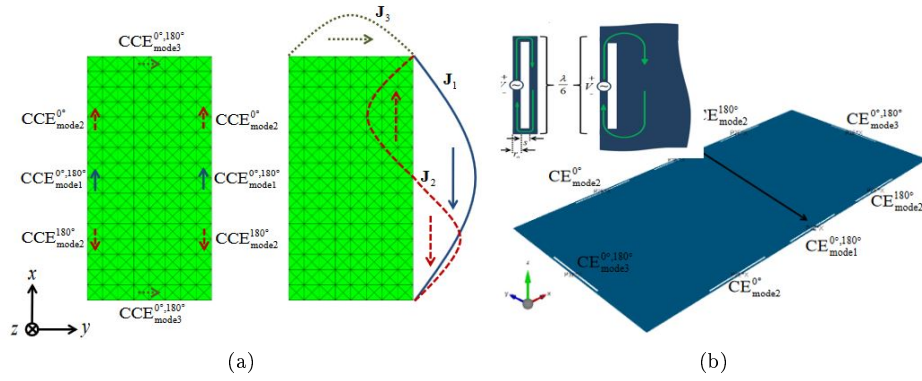 CCE^{0°,180°}_{mode3}
CCE^{0°}_{mode2} CCE^{0°}_{mode2}
CCE^{0°,180°}_{mode1} CCE^{0°,180°}_{mode1}
CCE^{180°}_{mode2} CCE^{180°}_{mode2}
CCE^{0°,180°}_{mode3}
x
z y
J_3
J_1
J_2
(a)
V + - s λ/6 V + -
CE^{180°}_{mode2}
CE^{0°,180°}_{mode3}
CE^{0°}_{mode2}
CE^{180°}_{mode2}
CE^{0°,180°}_{mode1}
CE^{0°,180°}_{mode3}
CE^{0°}_{mode2}
z
y x
(b)